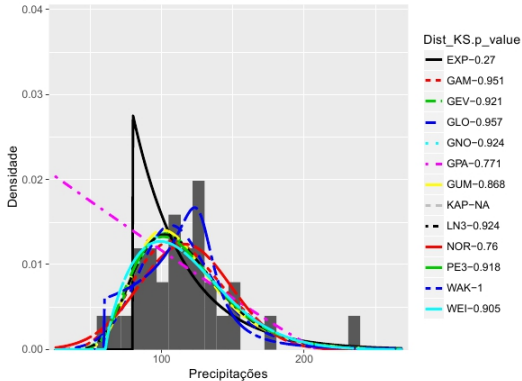 Dist_KS.p_value
EXP−0.27
GAM−0.951
GEV−0.921
GLO−0.957
GNO−0.924
GPA−0.771
GUM−0.868
KAP−NA
LN3−0.924
NOR−0.76
PE3−0.918
WAK−1
WEI−0.905
0.04
0.03
0.02
0.01
0.00
Densidade
100
200
Precipitações